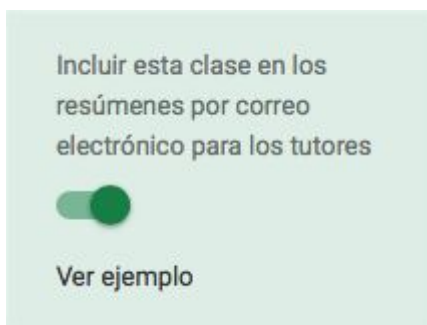 Incluir esta clase en los
resúmenes por correo
electrónico para los tutores
Ver ejemplo